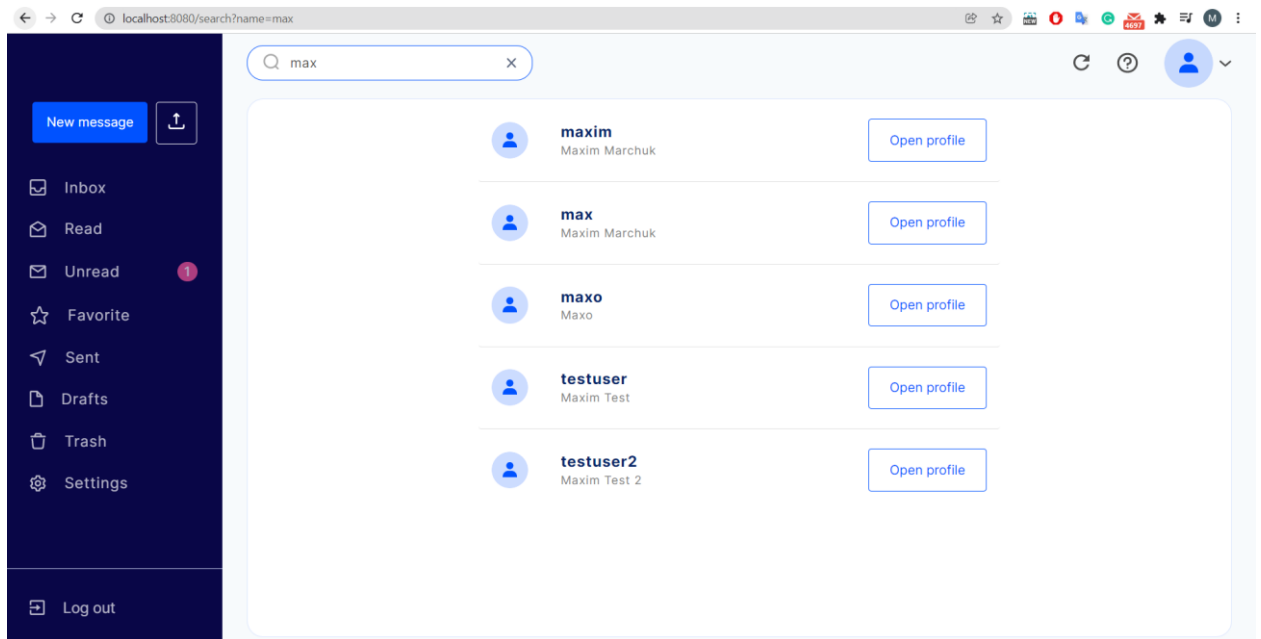 localhost:8080/search?name=max
NEW
4697
M
max
New message
Inbox
Read
Unread 1
Favorite
Sent
Drafts
Trash
Settings
Log out
maxim
Maxim Marchuk
Open profile
max
Maxim Marchuk
Open profile
maxo
Maxo
Open profile
testuser
Maxim Test
Open profile
testuser2
Maxim Test 2
Open profile